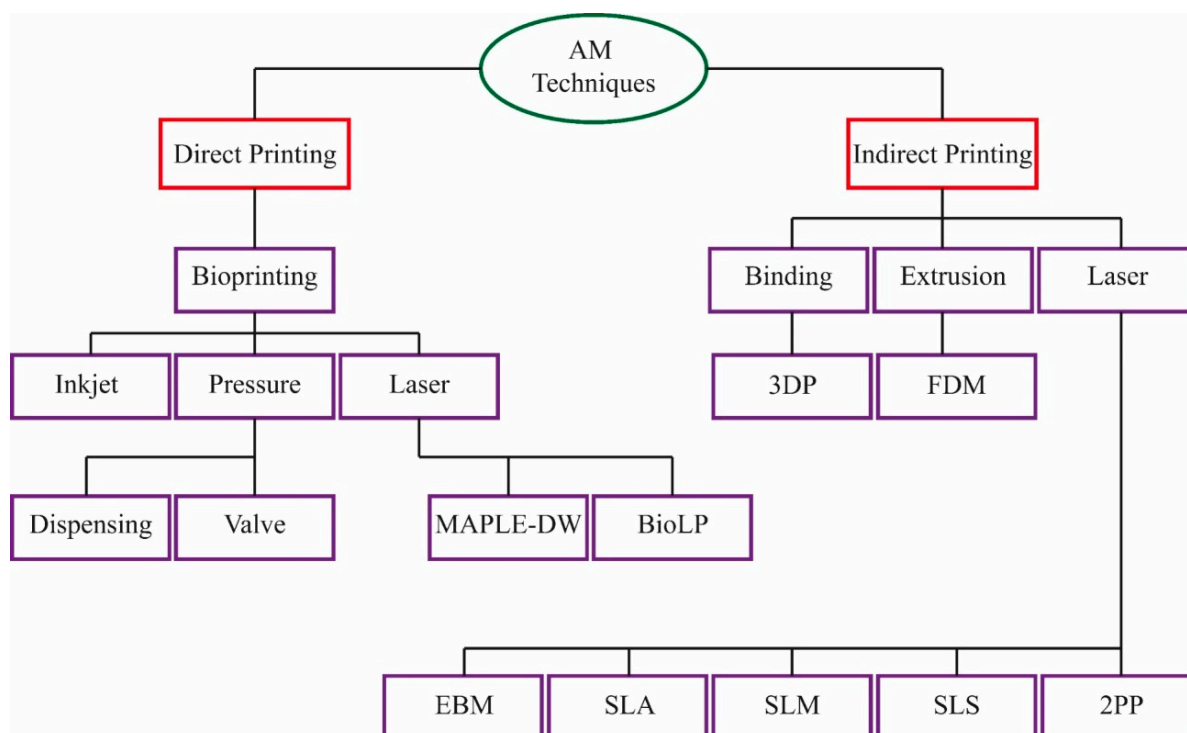 AM
Techniques
Direct Printing
Indirect Printing
Bioprinting
Binding
Extrusion
Laser
Inkjet
Pressure
Laser
3DP
FDM
Dispensing
Valve
MAPLE-DW
BioLP
EBM
SLA
SLM
SLS
2PP